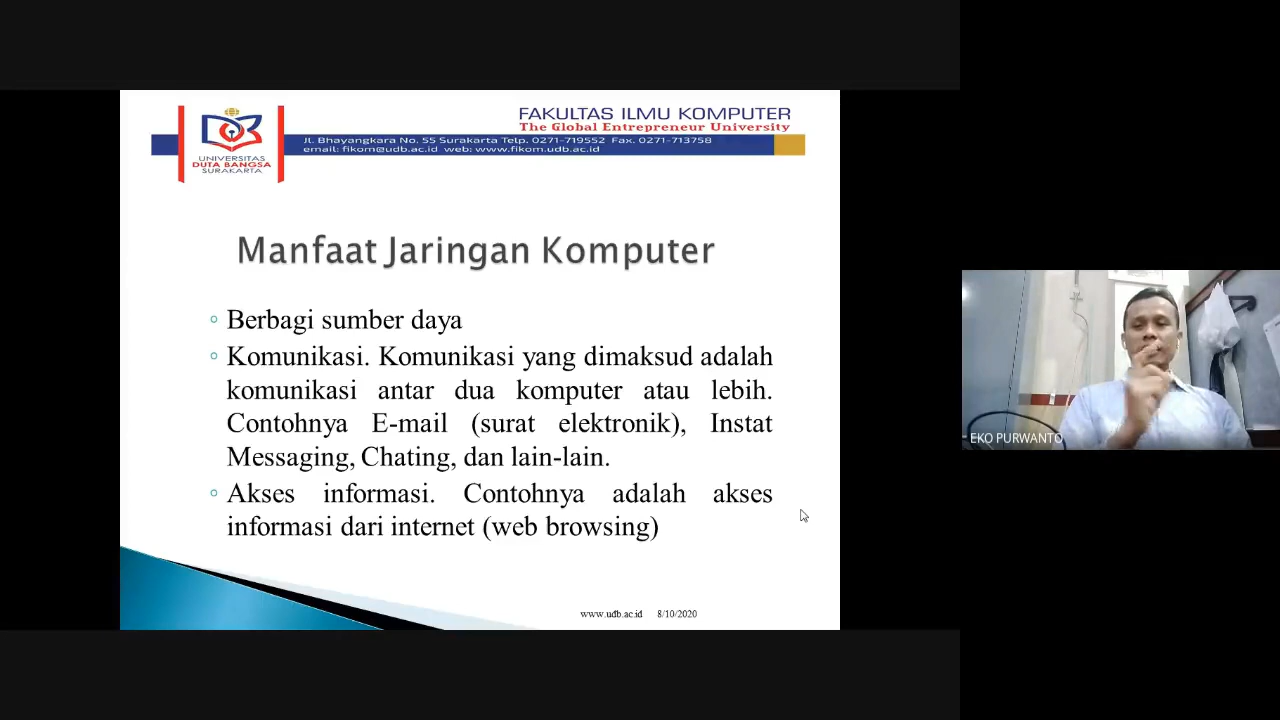 FAKULTAS ILMU KOMPUTER
The Global Entrepreneur University
Jl. Bhayangkara No. 55 Surakarta Telp. 0271-719552 Fax. 0271-713758
email: fikom@udb.ac.id web: www.fikom.udb.ac.id
UNIVERSITAS
DUTA BANGSA
SURAKARTA
Manfaat Jaringan Komputer
Berbagi sumber daya
Komunikasi. Komunikasi yang dimaksud adalah
komunikasi antar dua komputer atau lebih.
Contohnya E-mail (surat elektronik), Instat
Messaging, Chating, dan lain-lain.
Akses informasi. Contohnya adalah akses
informasi dari internet (web browsing)
www.udb.ac.id 8/10/2020
EKO PURWANTO